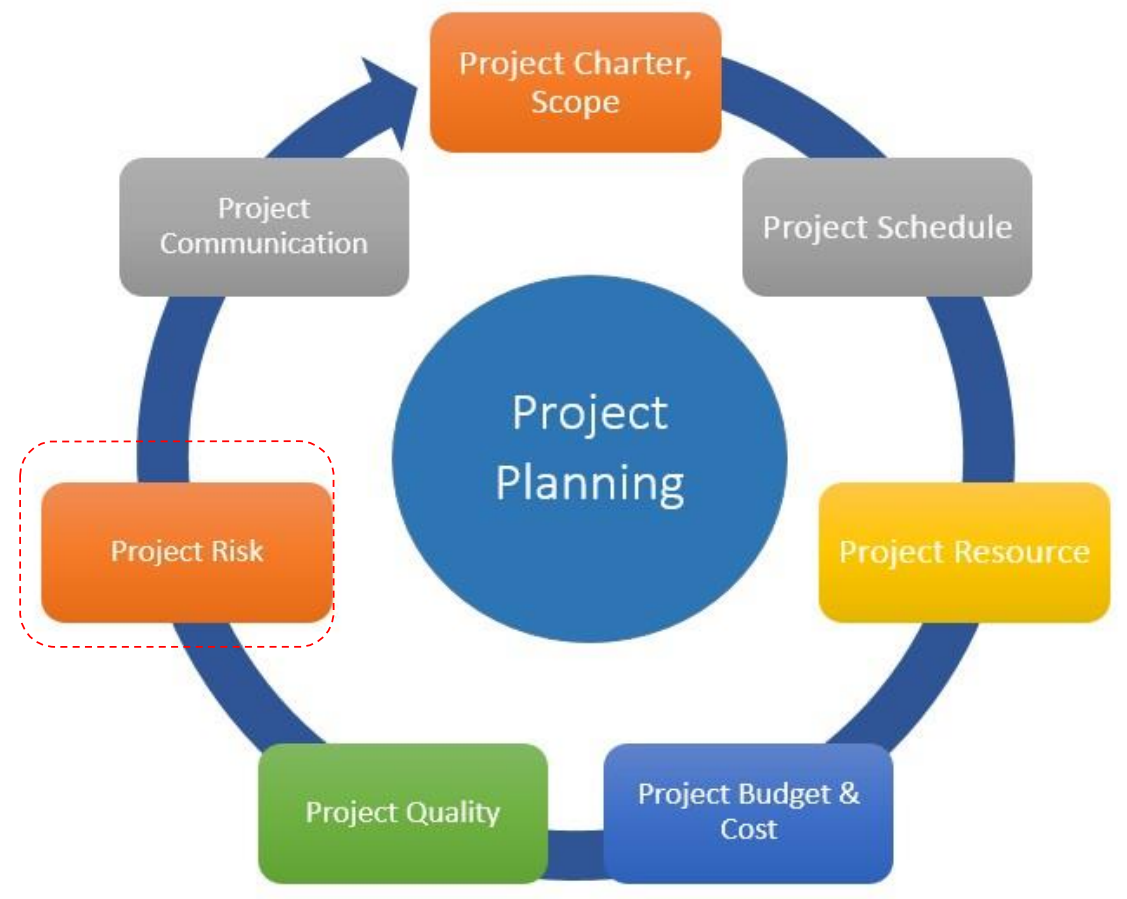 Project Charter,
Scope
Project Schedule
Project Resource
Project Budget &
Cost
Project Quality
Project Risk
Project
Communication
Project
Planning